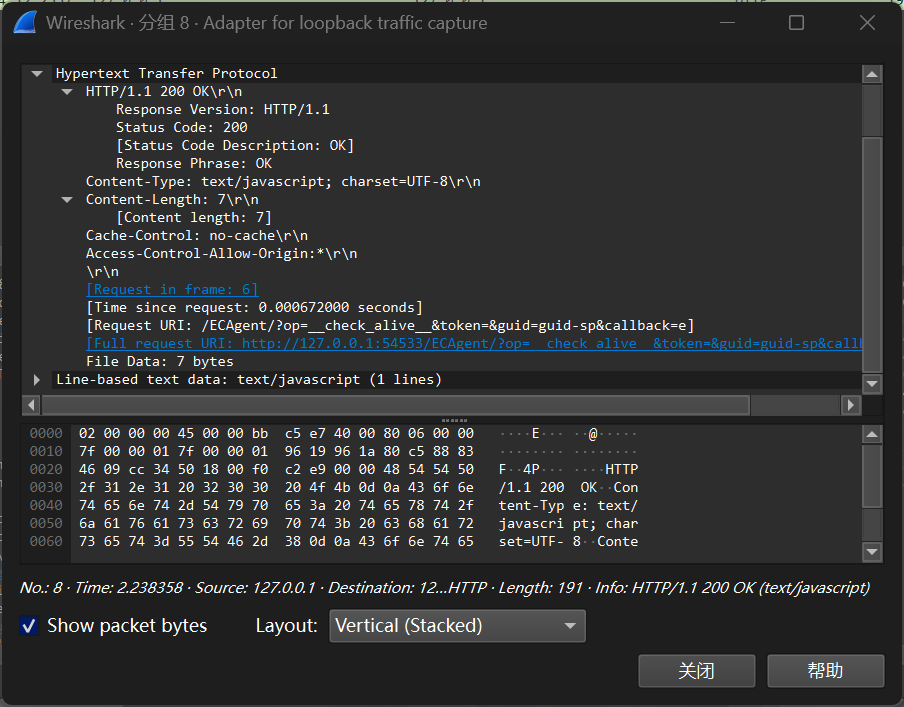 Wireshark · 分组 8 · Adapter for loopback traffic capture
Hypertext Transfer Protocol
HTTP/1.1 200 OK\r\n
Response Version: HTTP/1.1
Status Code: 200
[Status Code Description: OK]
Response Phrase: OK
Content-Type: text/javascript; charset=UTF-8\r\n
Content-Length: 7\r\n
[Content length: 7]
Cache-Control: no-cache\r\n
Access-Control-Allow-Origin:*\r\n
\r\n
[Request in frame: 6]
[Time since request: 0.000672000 seconds]
[Request URI: /ECAgent/?op=__check_alive__&token=&guid=guid-sp&callback=e]
[Full request URI: http://127.0.0.1:54533/ECAgent/?op=__check_alive__&token=&guid=guid-sp&call
File Data: 7 bytes
Line-based text data: text/javascript (1 lines)
0000 02 00 00 00 45 00 00 bb c5 e7 40 00 80 06 00 00 ····E··· ··@·····
0010 7f 00 00 01 7f 00 00 01 96 19 96 1a 80 c5 88 83 ········ ········
0020 46 09 cc 34 50 18 00 f0 c2 e9 00 00 48 54 54 50 F··4P··· ····HTTP
0030 2f 31 2e 31 20 32 30 30 20 4f 4b 0d 0a 43 6f 6e /1.1 200 OK··Con
0040 74 65 6e 74 2d 54 79 70 65 3a 20 74 65 78 74 2f tent-Typ e: text/
0050 6a 61 76 61 73 63 72 69 70 74 3b 20 63 68 61 72 javascri pt; char
0060 73 65 74 3d 55 54 46 2d 38 0d 0a 43 6f 6e 74 65 set=UTF- 8··Conte
No.: 8 · Time: 2.238358 · Source: 127.0.0.1 · Destination: 12...HTTP · Length: 191 · Info: HTTP/1.1 200 OK (text/javascript)
Show packet bytes
Layout: Vertical (Stacked)
关闭
帮助